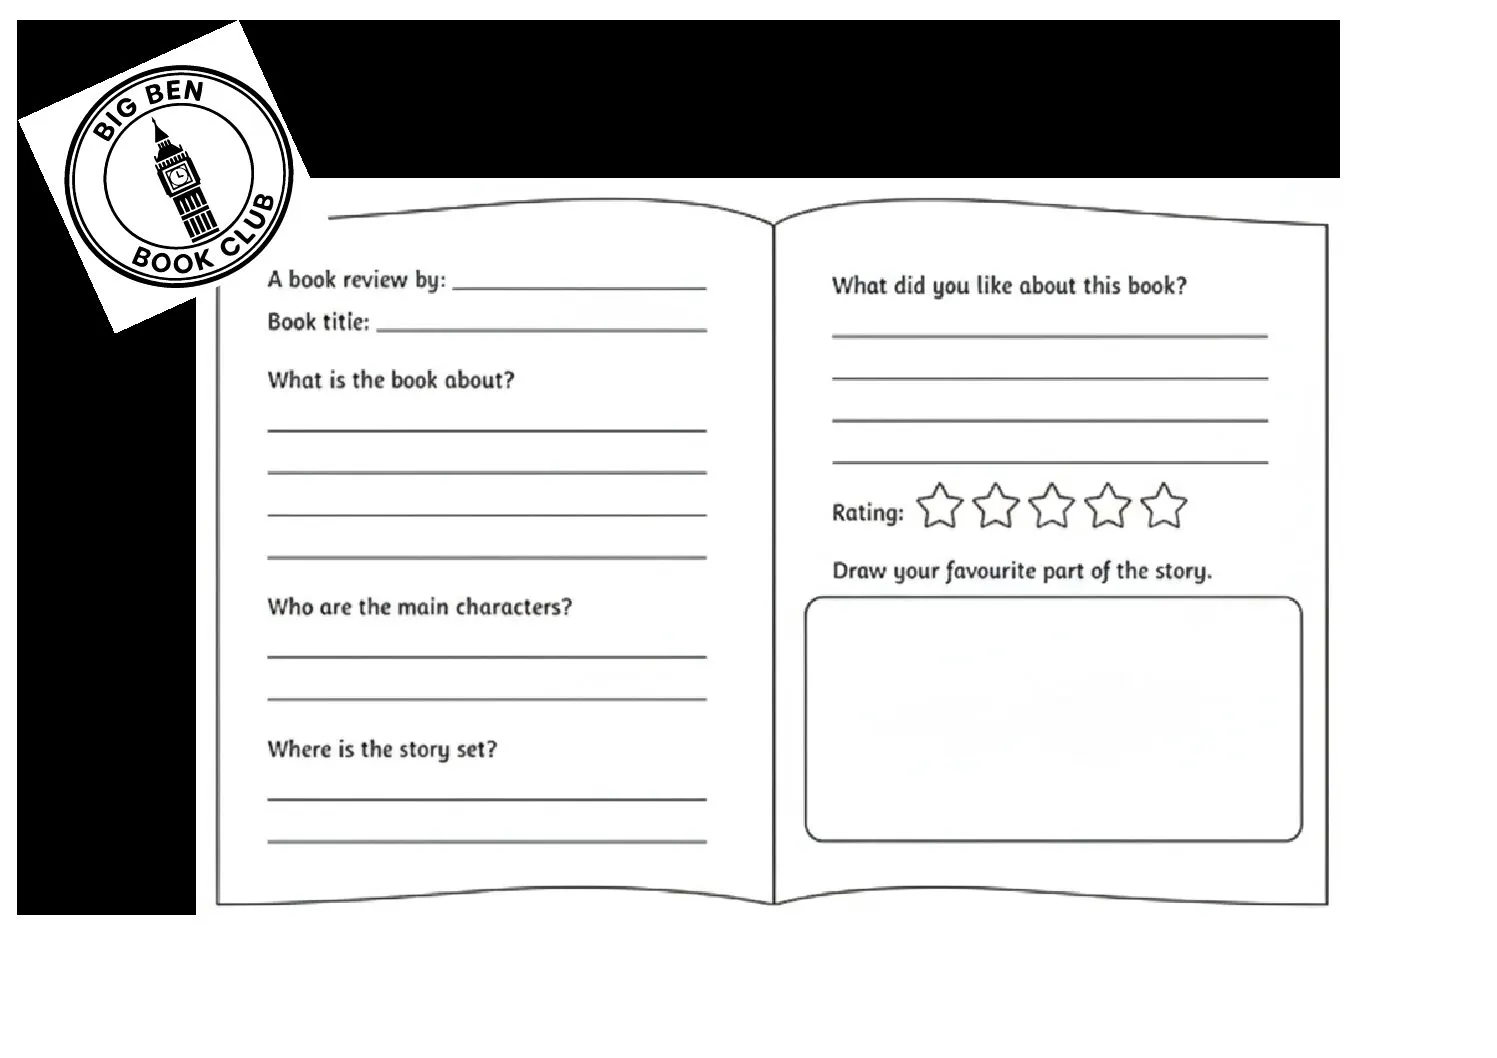 BIG BEN
BOOK CLUB
A book review by:
Book title:
What is the book about?
Who are the main characters?
Where is the story set?
What did you like about this book?
Rating:
Draw your favourite part of the story.